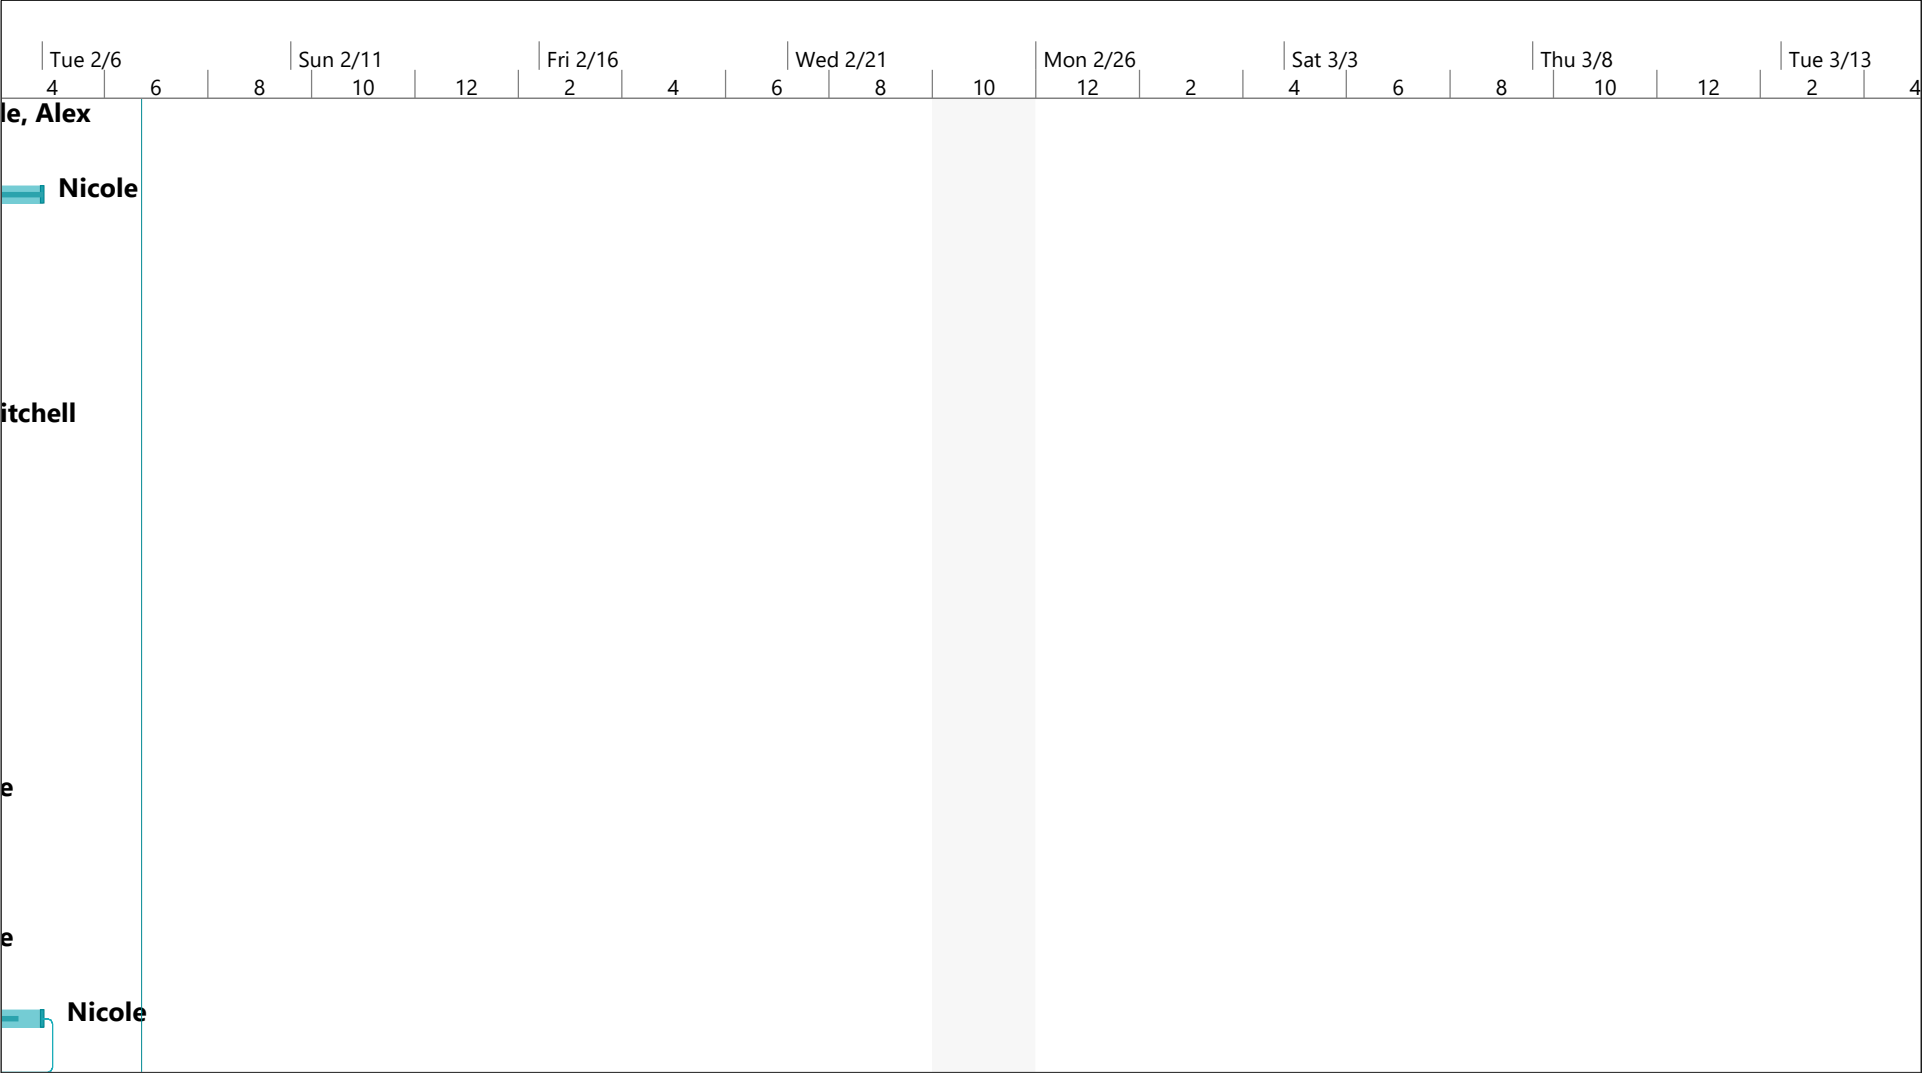 Tue 2/6 Sun 2/11 Fri 2/16 Wed 2/21 Mon 2/26 Sat 3/3 Thu 3/8 Tue 3/13
4 6 8 10 12 2 4 6 8 10 12 2 4 6 8 10 12 2 4
le, Alex
Nicole
itchell
e
e
Nicole